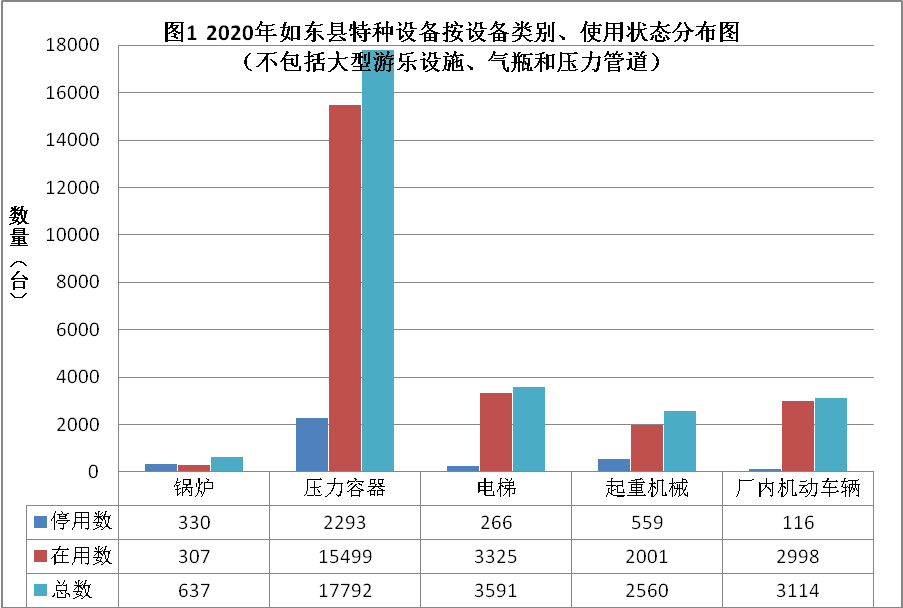 图1 2020年如东县特种设备按设备类别、使用状态分布图
（不包括大型游乐设施、气瓶和压力管道）
数量（台）
18000
16000
14000
12000
10000
8000
6000
4000
2000
0
锅炉 压力容器 电梯 起重机械 厂内机动车辆
停用数 330 2293 266 559 116
在用数 307 15499 3325 2001 2998
总数 637 17792 3591 2560 3114